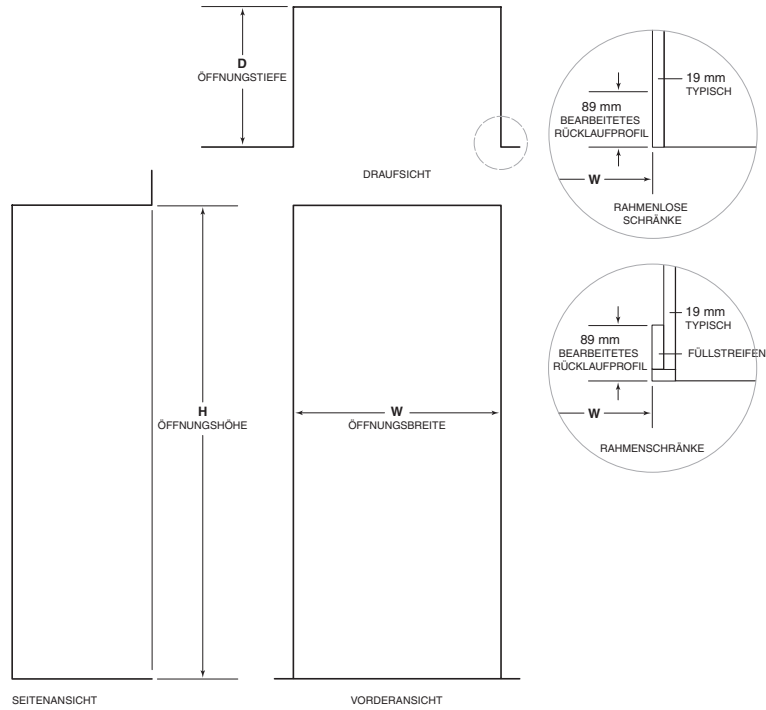 D
ÖFFNUNGSTIEFE
DRAUFSICHT
19 mm
TYPISCH
89 mm
BEARBEITETES
RÜCKLAUFPROFIL
W
RAHMENLOSE
SCHRÄNKE
H
ÖFFNUNGSHÖHE
W
ÖFFNUNGSBREITE
19 mm
TYPISCH
89 mm
BEARBEITETES
RÜCKLAUFPROFIL
FÜLLSTREIFEN
W
RAHMENSCHRÄNKE
SEITENANSICHT
VORDERANSICHT